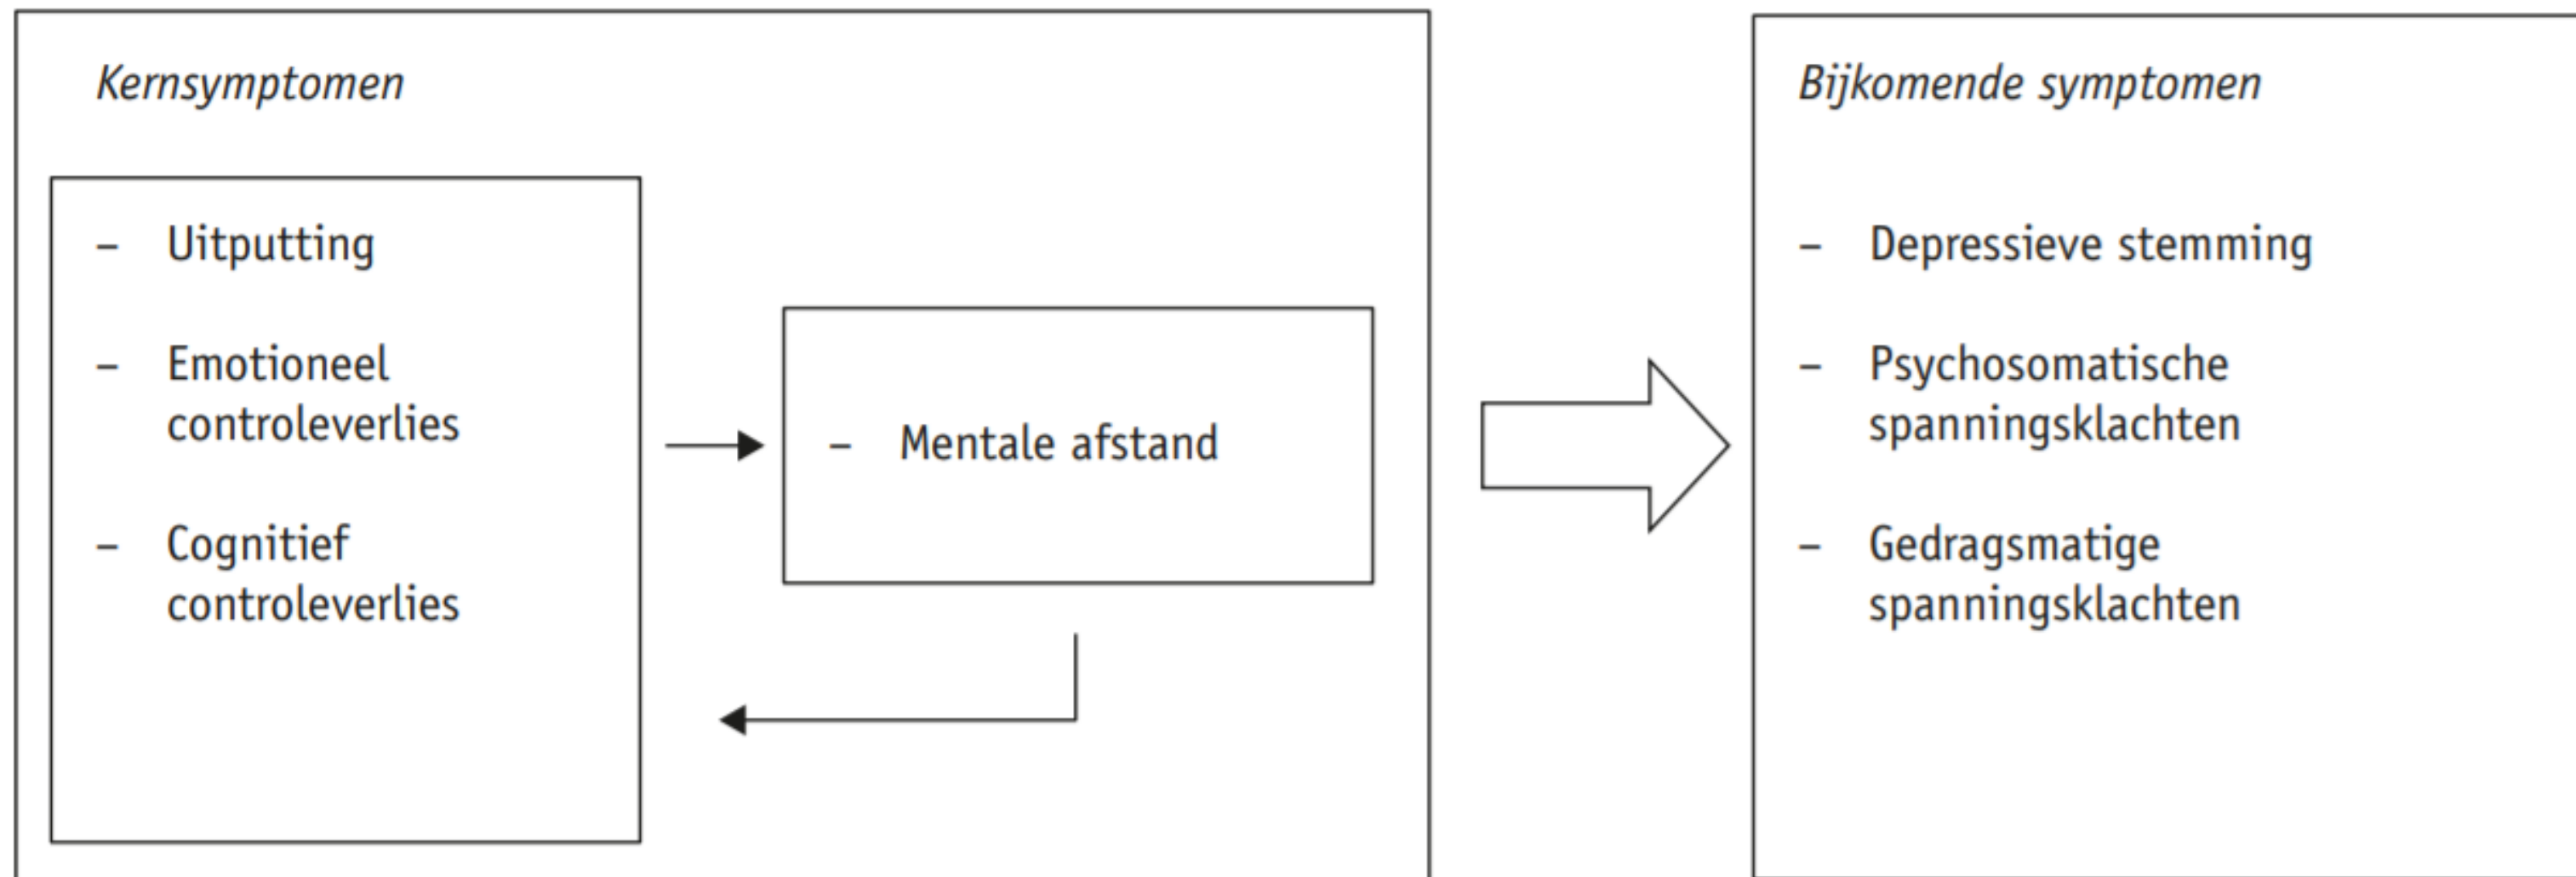 Kernsymptomen
– Uitputting
– Emotioneel
controleverlies
– Cognitief
controleverlies
– Mentale afstand
Bijkomende symptomen
– Depressieve stemming
– Psychosomatische
spanningsklachten
– Gedragsmatige
spanningsklachten